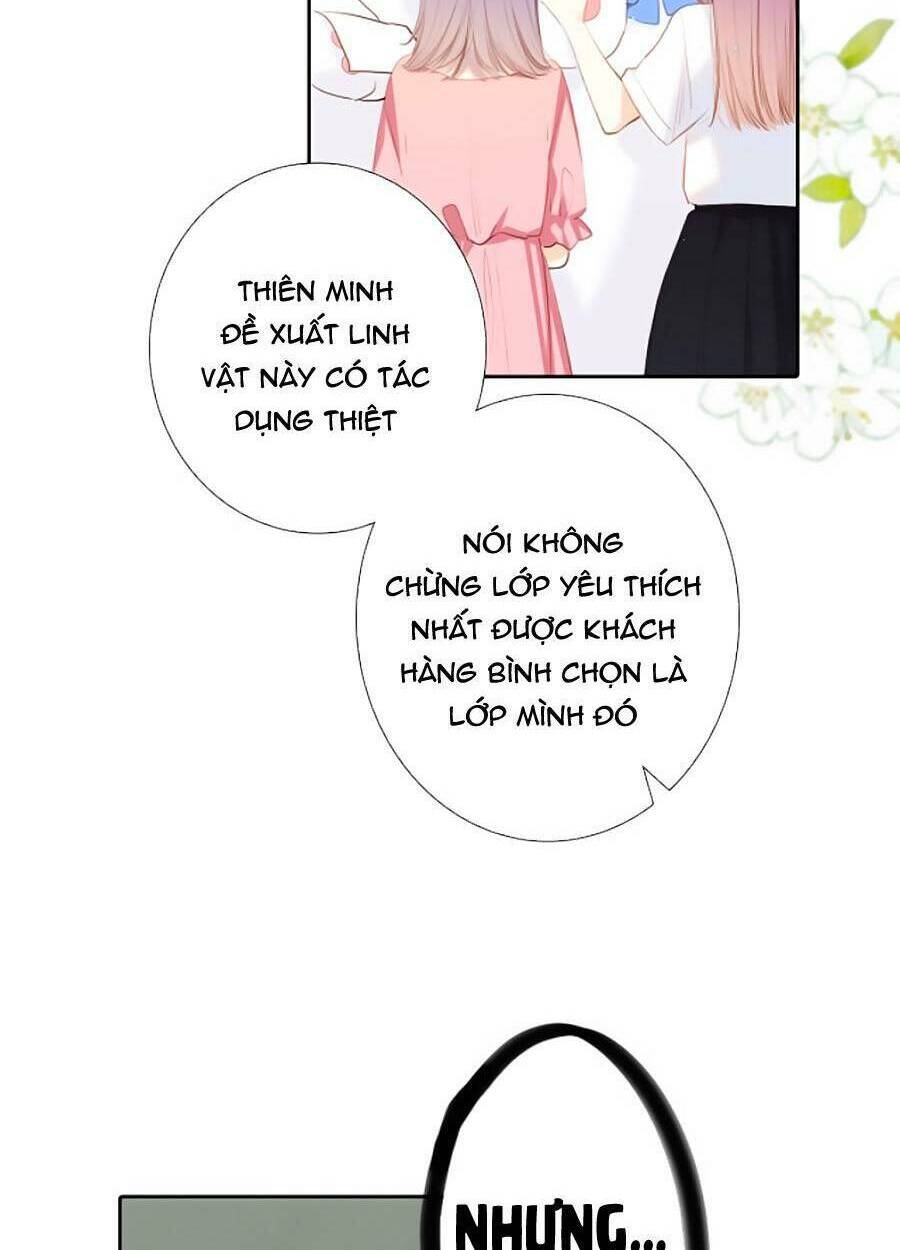 THIÊN MINH
ĐỀ XUẤT LINH
VẬT NÀY CÓ TÁC
DỤNG THIỆT
NÓI KHÔNG
CHỪNG LỚP YÊU THÍCH
NHẤT ĐƯỢC KHÁCH
HÀNG BÌNH CHỌN LÀ
LỚP MÌNH ĐÓ
NHƯNG...